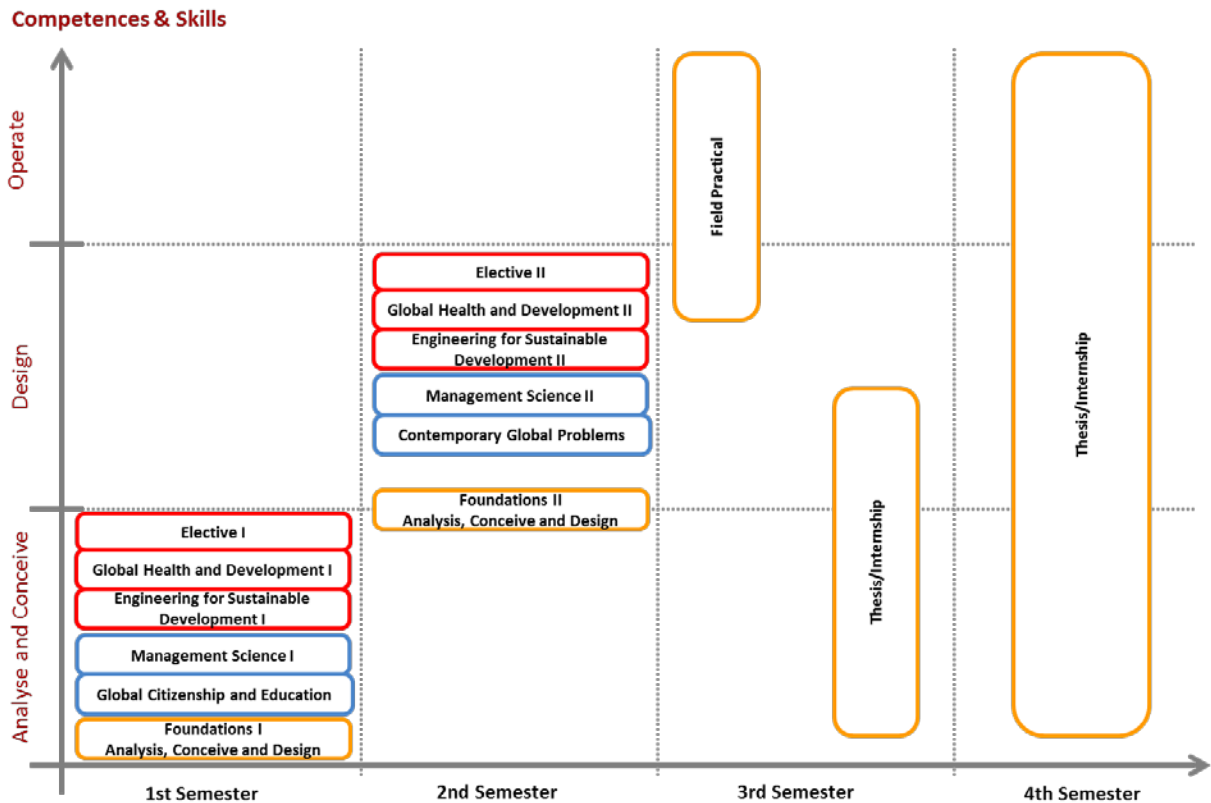 Competences & Skills
Operate
Design
Analyse and Conceive
Elective I
Global Health and Development I
Engineering for Sustainable
Development I
Management Science I
Global Citizenship and Education
Foundations I
Analysis, Conceive and Design
Elective II
Global Health and Development II
Engineering for Sustainable
Development II
Management Science II
Contemporary Global Problems
Foundations II
Analysis, Conceive and Design
Field Practical
Thesis/Internship
Thesis/Internship
1st Semester
2nd Semester
3rd Semester
4th Semester